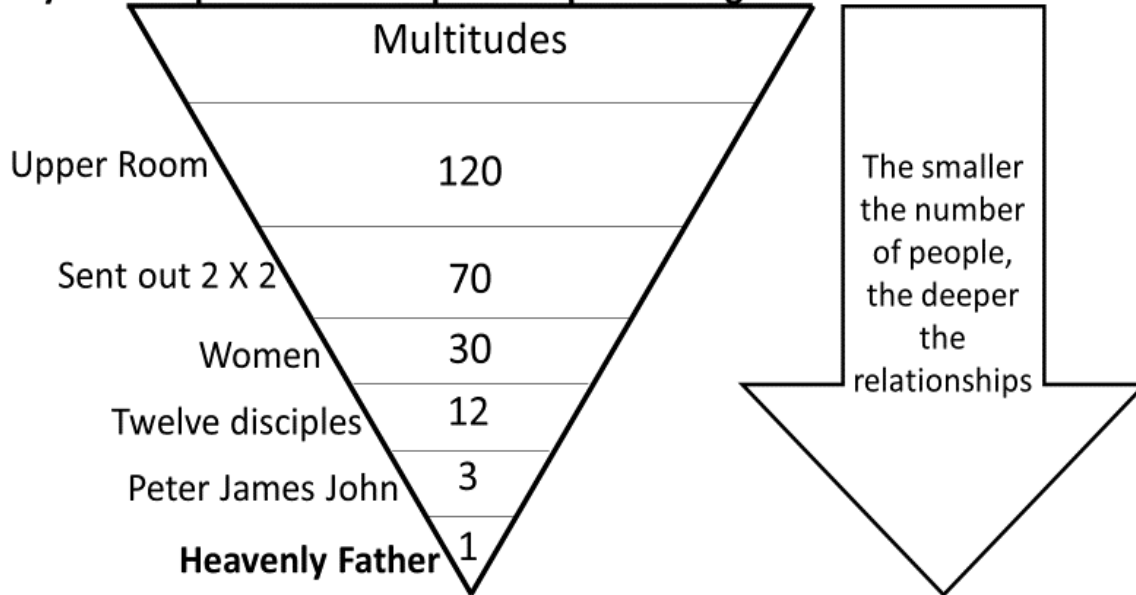 Multitudes
Upper Room 120
Sent out 2 X 2 70
Women 30
Twelve disciples 12
Peter James John 3
Heavenly Father 1
The smaller
the number
of people,
the deeper
the
relationships